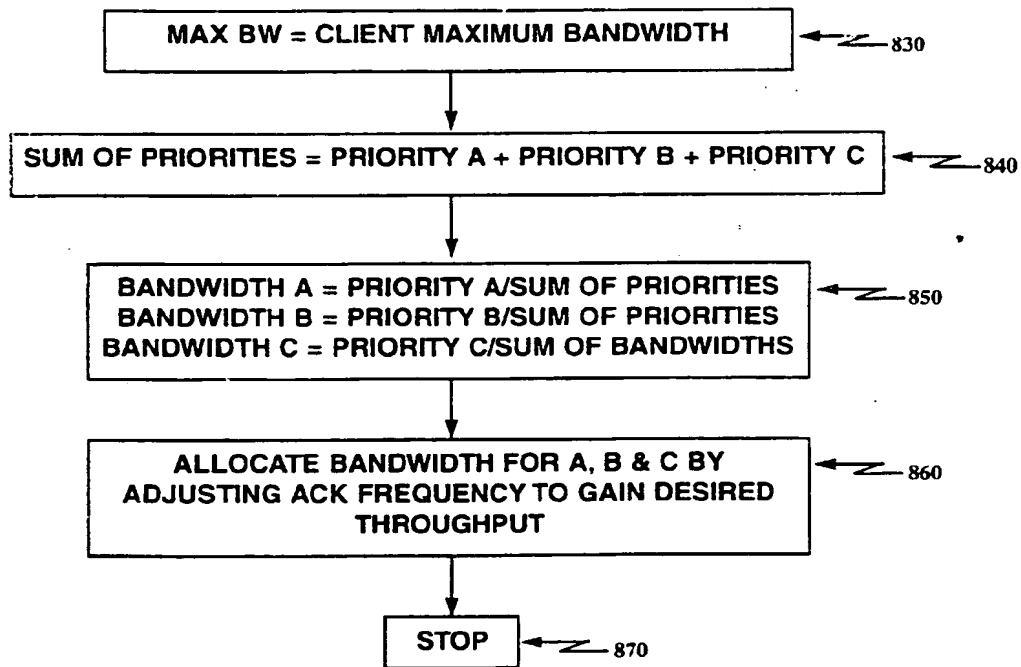 MAX BW = CLIENT MAXIMUM BANDWIDTH
830
SUM OF PRIORITIES = PRIORITY A + PRIORITY B + PRIORITY C
840
BANDWIDTH A = PRIORITY A/SUM OF PRIORITIES
BANDWIDTH B = PRIORITY B/SUM OF PRIORITIES
BANDWIDTH C = PRIORITY C/SUM OF BANDWIDTHS
850
ALLOCATE BANDWIDTH FOR A, B & C BY
ADJUSTING ACK FREQUENCY TO GAIN DESIRED
THROUGHPUT
860
STOP
870